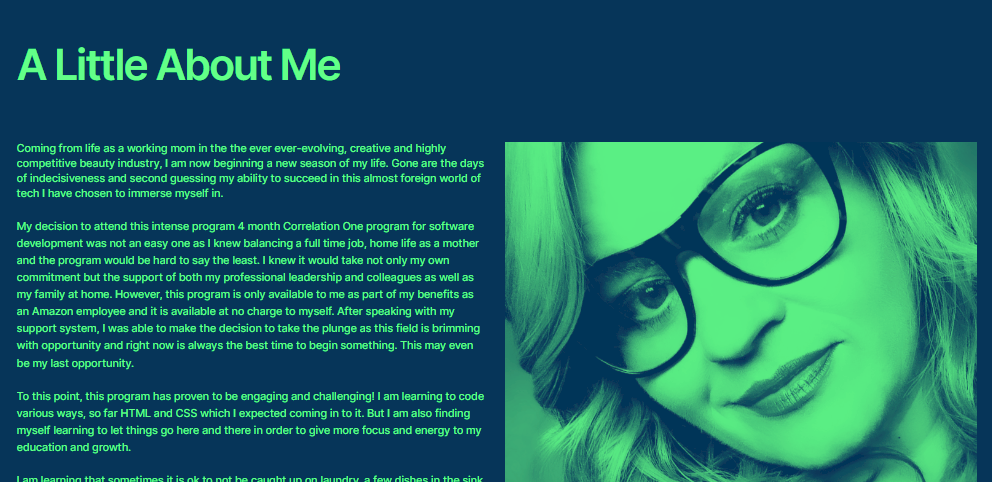 A Little About Me
Coming from life as a working mom in the the ever ever-evolving, creative and highly
competitive beauty industry, I am now beginning a new season of my life. Gone are the days
of indecisiveness and second guessing my ability to succeed in this almost foreign world of
tech I have chosen to immerse myself in.
My decision to attend this intense program 4 month Correlation One program for software
development was not an easy one as I knew balancing a full time job, home life as a mother
and the program would be hard to say the least. I knew it would take not only my own
commitment but the support of both my professional leadership and colleagues as well as
my family at home. However, this program is only available to me as part of my benefits as
an Amazon employee and it is available at no charge to myself. After speaking with my
support system, I was able to make the decision to take the plunge as this field is brimming
with opportunity and right now is always the best time to begin something. This may even
be my last opportunity.
To this point, this program has proven to be engaging and challenging! I am learning to code
various ways, so far HTML and CSS which I expected coming in to it. But I am also finding
myself learning to let things go here and there in order to give more focus and energy to my
education and growth.
I am learning that sometimes it is ok to not be caught up on laundry, a few dishes in the sink